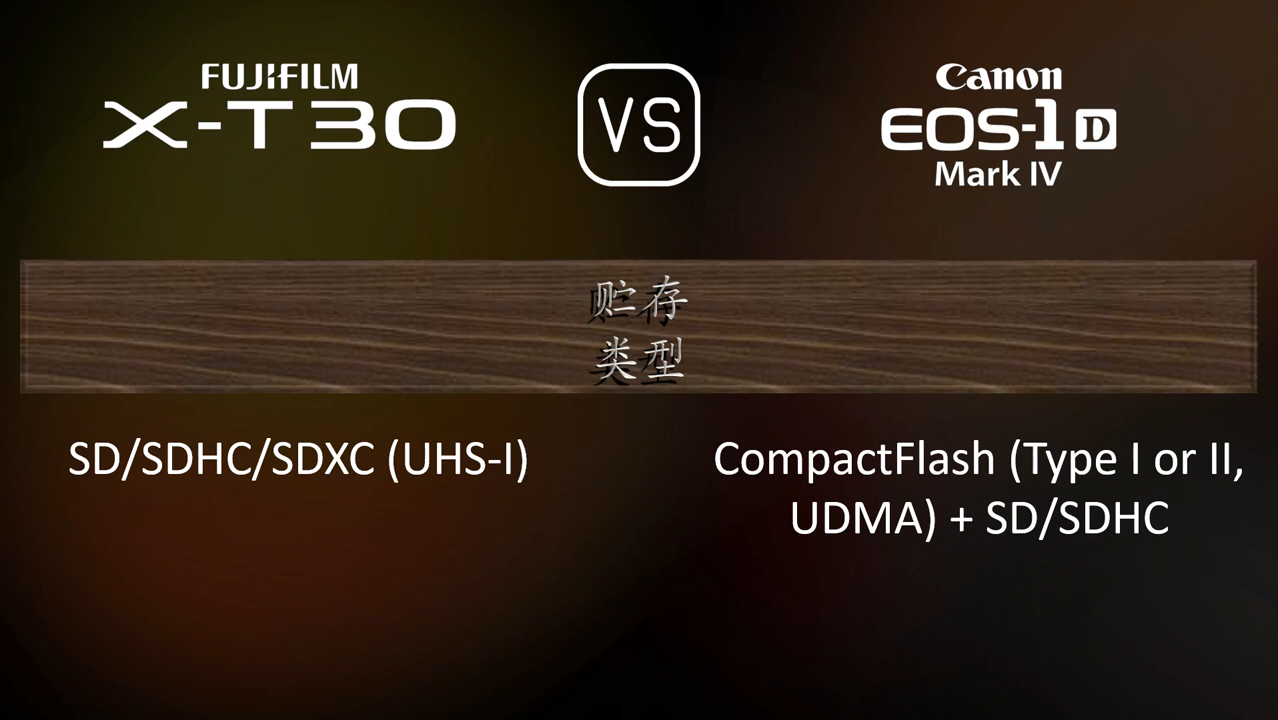 FUJIFILM
X-T30
VS
Canon
EOS-1D
Mark IV
贮存
类型
SD/SDHC/SDXC (UHS-I)
CompactFlash (Type I or II,
UDMA) + SD/SDHC